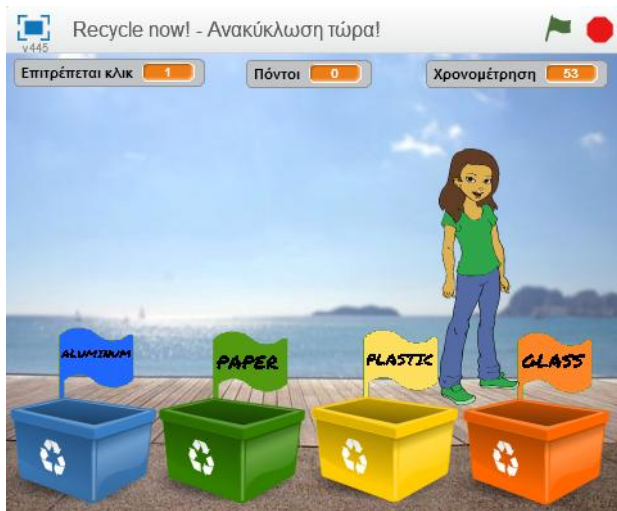 Recycle now! - Ανακύκλωση τώρα!
v445
Επιτρέπεται κλικ 1
Πόντοι 0
Χρονομέτρηση 53
ALUMINUM
PAPER
PLASTIC
GLASS